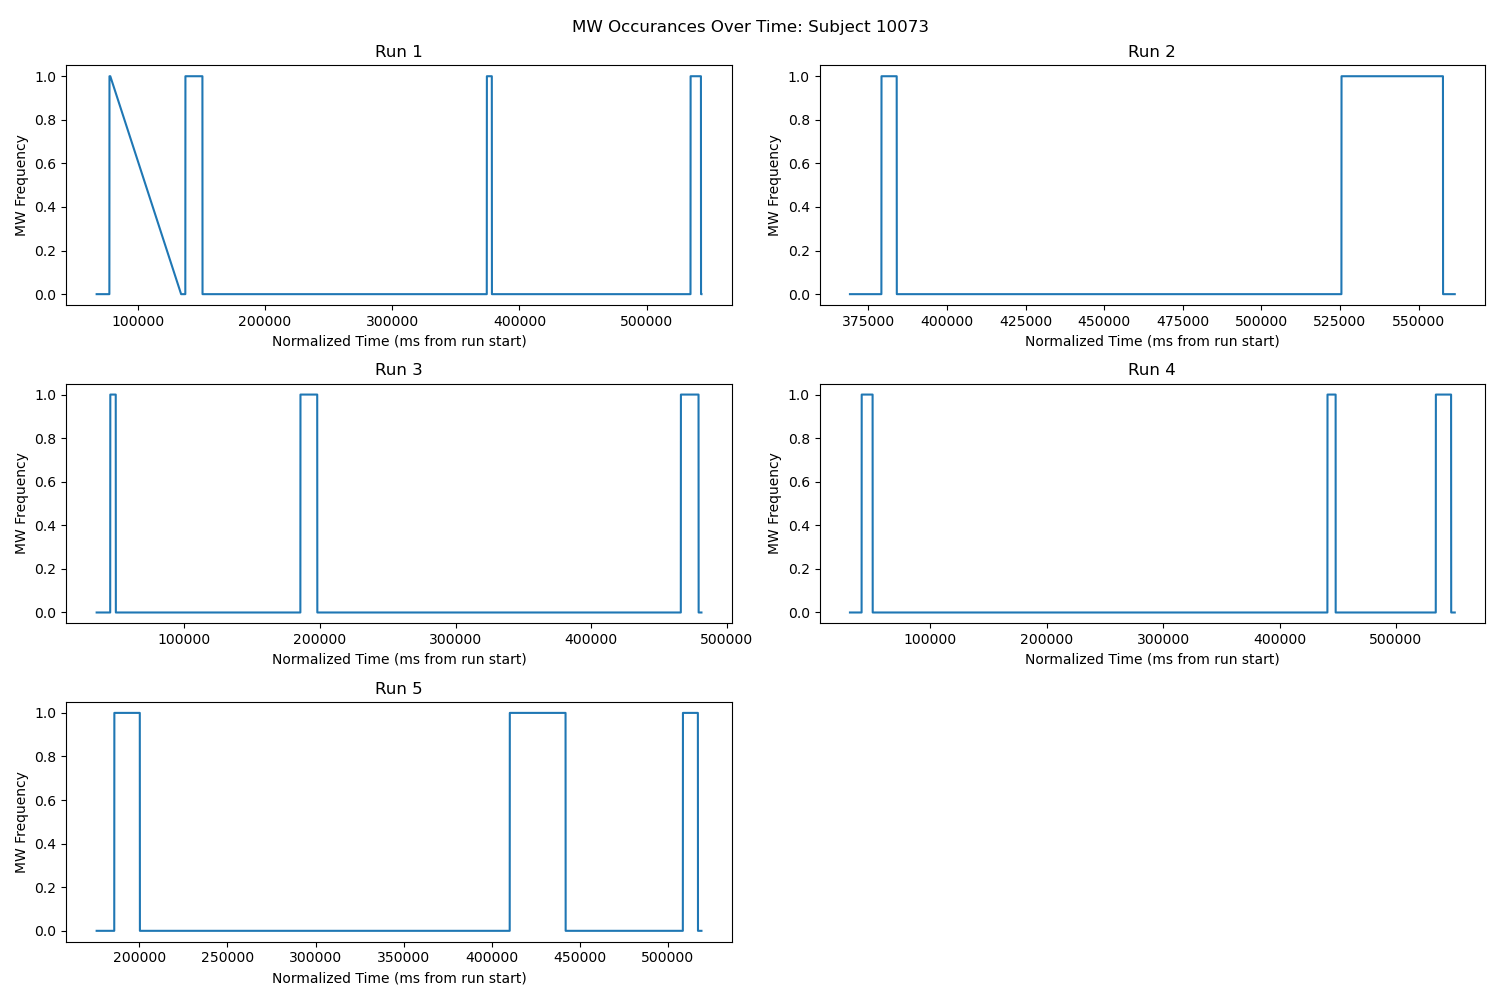 MW Occurances Over Time: Subject 10073
Run 1
1.0
0.8
0.6
0.4
0.2
0.0
MW Frequency
100000 200000 300000 400000 500000
Normalized Time (ms from run start)
Run 2
1.0
0.8
0.6
0.4
0.2
0.0
MW Frequency
375000 400000 425000 450000 475000 500000 525000 550000
Normalized Time (ms from run start)
Run 3
1.0
0.8
0.6
0.4
0.2
0.0
MW Frequency
100000 200000 300000 400000 500000
Normalized Time (ms from run start)
Run 4
1.0
0.8
0.6
0.4
0.2
0.0
MW Frequency
100000 200000 300000 400000 500000
Normalized Time (ms from run start)
Run 5
1.0
0.8
0.6
0.4
0.2
0.0
MW Frequency
200000 250000 300000 350000 400000 450000 500000
Normalized Time (ms from run start)